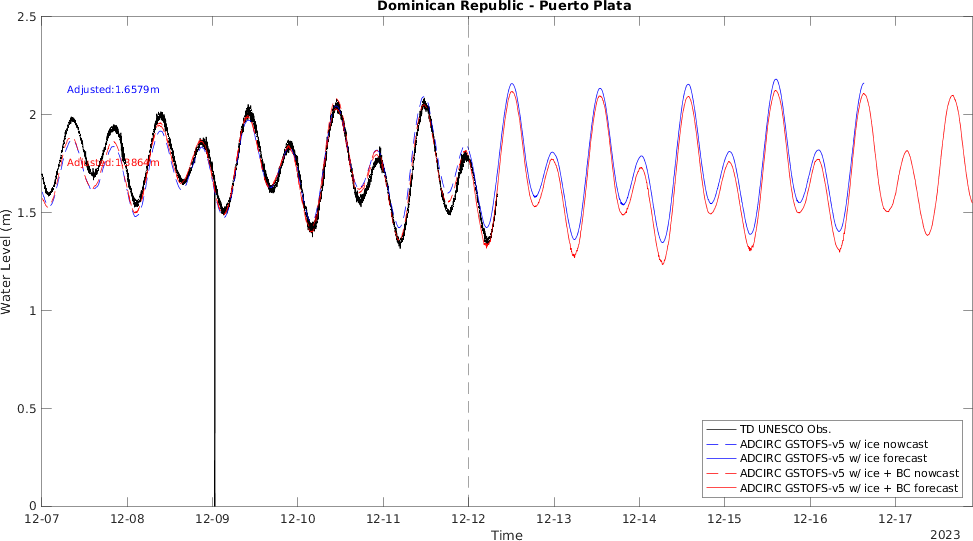 Dominican Republic - Puerto Plata
2.5
2
1.5
1
0.5
0
Water Level (m)
Adjusted:1.6579m
Adjusted:1.3864m
TD UNESCO Obs.
ADCIRC GSTOFS-v5 w/ ice nowcast
ADCIRC GSTOFS-v5 w/ ice forecast
ADCIRC GSTOFS-v5 w/ ice + BC nowcast
ADCIRC GSTOFS-v5 w/ ice + BC forecast
12-07 12-08 12-09 12-10 12-11 12-12 12-13 12-14 12-15 12-16 12-17
Time
2023